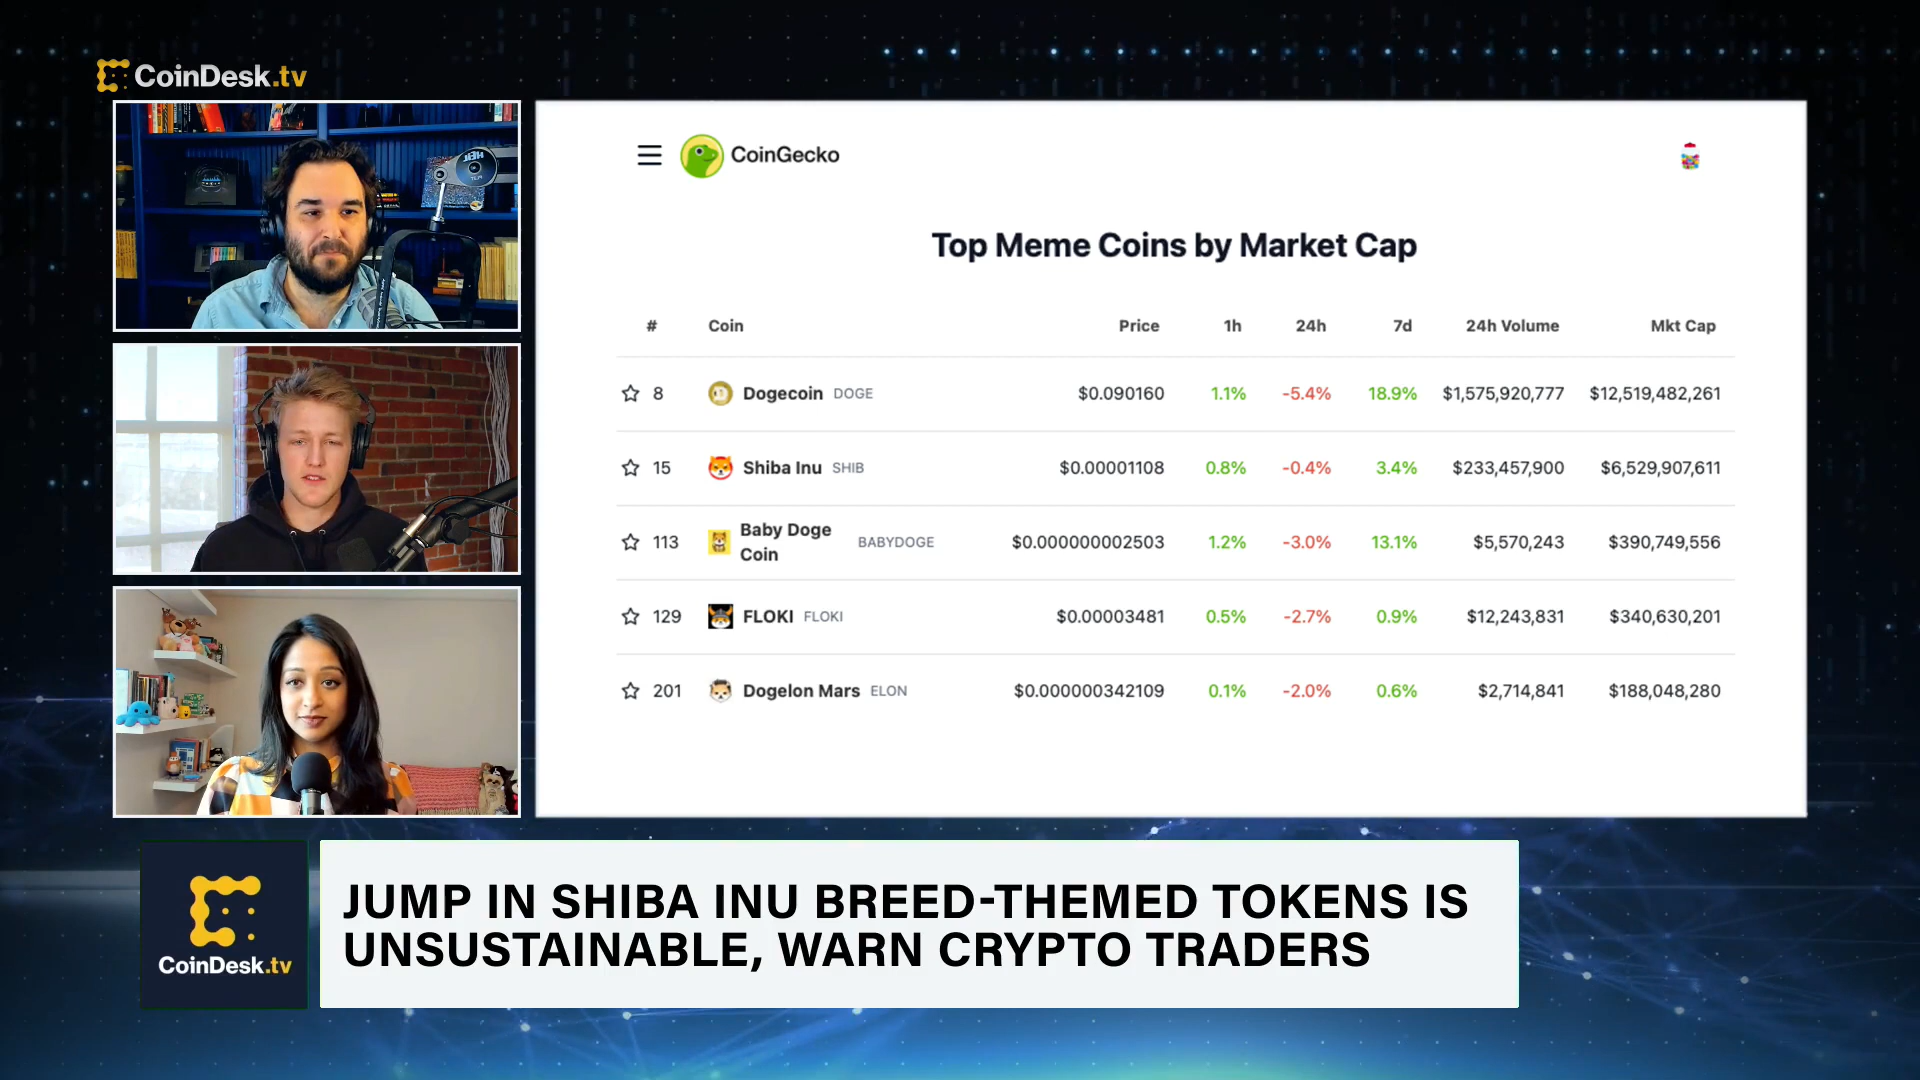 CoinDesk.tv
CoinGecko
Top Meme Coins by Market Cap
# Coin Price 1h 24h 7d 24h Volume Mkt Cap
8 Dogecoin DOGE $0.090160 1.1% -5.4% 18.9% $1,575,920,777 $12,519,482,261
15 Shiba Inu SHIB $0.00001108 0.8% -0.4% 3.4% $233,457,900 $6,529,907,611
113 Baby Doge Coin BABYDOGE $0.000000002503 1.2% -3.0% 13.1% $5,570,243 $390,749,556
129 FLOKI FLOKI $0.00003481 0.5% -2.7% 0.9% $12,243,831 $340,630,201
201 Dogelon Mars ELON $0.000000342109 0.1% -2.0% 0.6% $2,714,841 $188,048,280
CoinDesk.tv
JUMP IN SHIBA INU BREED-THEMED TOKENS IS
UNSUSTAINABLE, WARN CRYPTO TRADERS